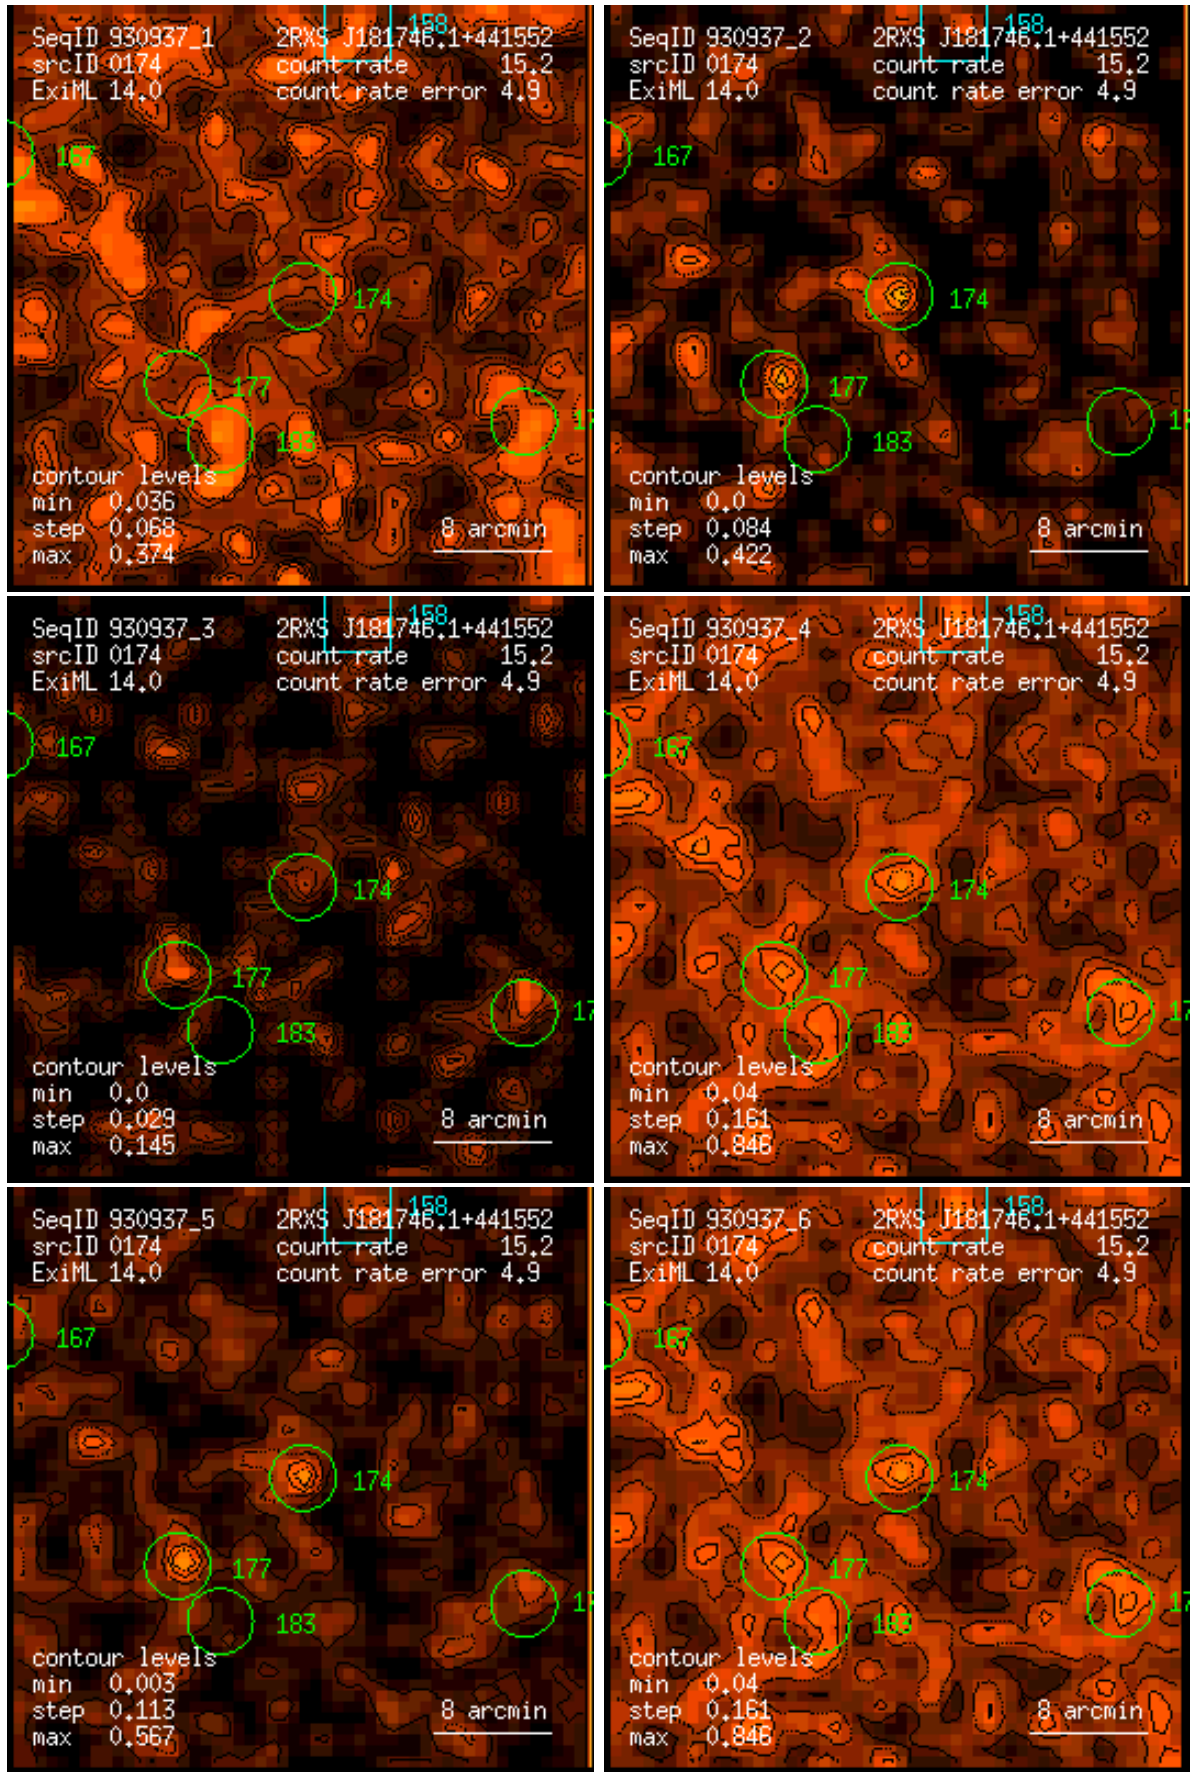 158
SeqID 930937_1 2RXS J181746.1+441552
srcID 0174 count rate 15.2
ExiML 14.0 count rate error 4.9
167
174
177
17
183
contour levels
min 0.036
step 0.068 8 arcmin
max 0.374
158
SeqID 930937_2 2RXS J181746.1+441552
srcID 0174 count rate 15.2
ExiML 14.0 count rate error 4.9
167
174
177
17
183
contour levels
min 0.0
step 0.084 8 arcmin
max 0.422
158
SeqID 930937_3 2RXS J181746.1+441552
srcID 0174 count rate 15.2
ExiML 14.0 count rate error 4.9
167
174
177
17
183
contour levels
min 0.0
step 0.029 8 arcmin
max 0.145
158
SeqID 930937_4 2RXS J181746.1+441552
srcID 0174 count rate 15.2
ExiML 14.0 count rate error 4.9
167
174
177
17
183
contour levels
min 0.04
step 0.161 8 arcmin
max 0.846
158
SeqID 930937_5 2RXS J181746.1+441552
srcID 0174 count rate 15.2
ExiML 14.0 count rate error 4.9
167
174
177
17
183
contour levels
min 0.003
step 0.113 8 arcmin
max 0.567
158
SeqID 930937_6 2RXS J181746.1+441552
srcID 0174 count rate 15.2
ExiML 14.0 count rate error 4.9
167
174
177
17
183
contour levels
min 0.04
step 0.161 8 arcmin
max 0.846